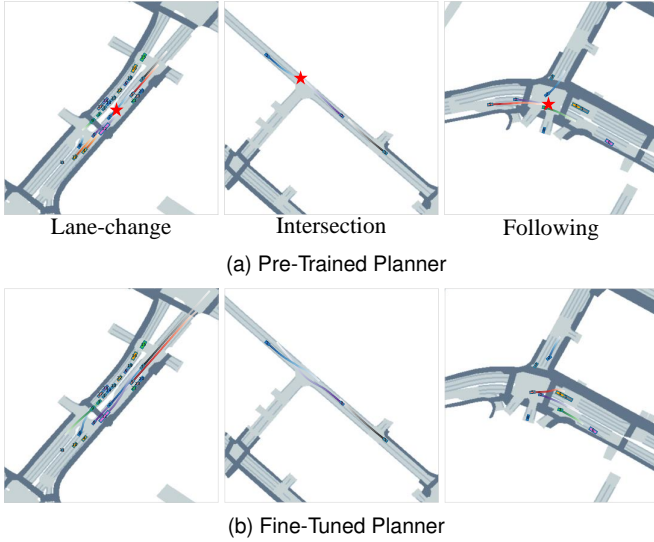 Lane-change
Intersection
Following
(a) Pre-Trained Planner
(b) Fine-Tuned Planner